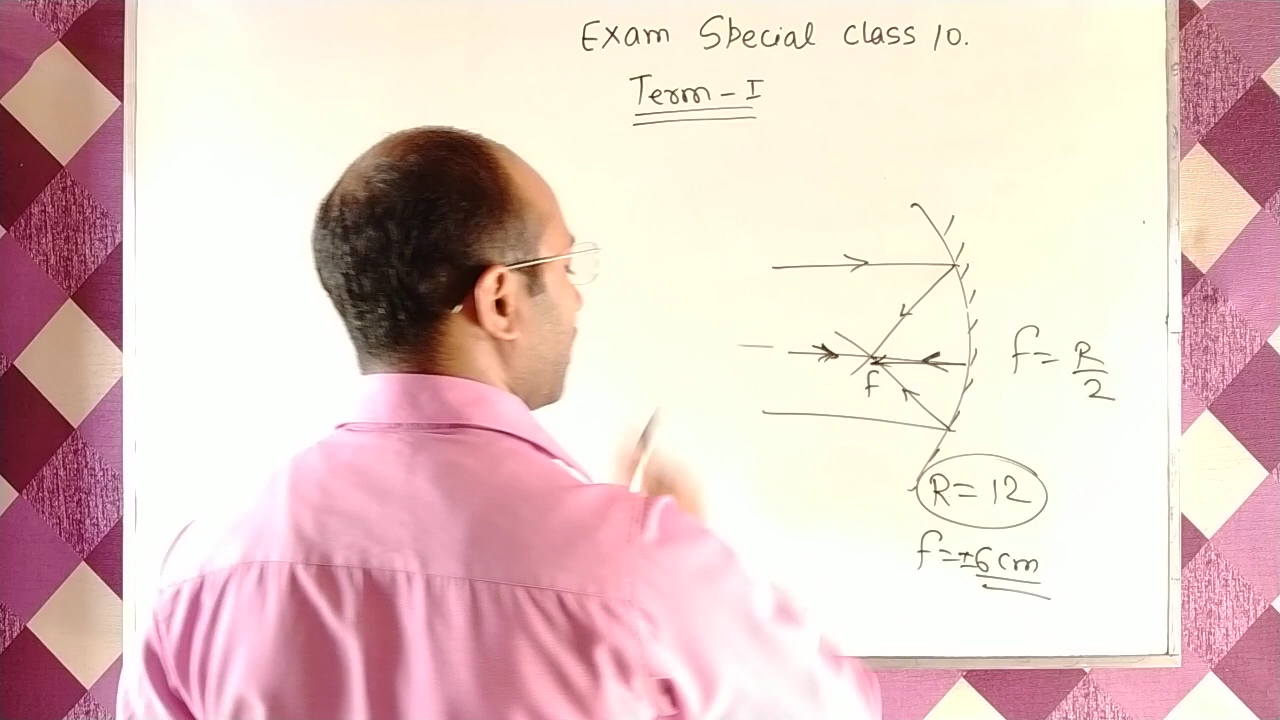 Exam Special class 10.
Term - I
f
f = R/2
R = 12
f = ±6 cm